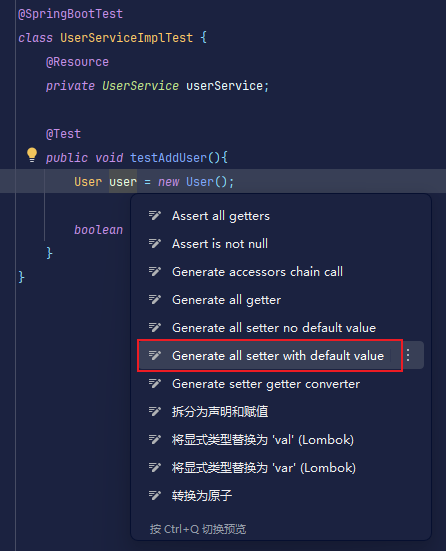 @SpringBootTest
class UserServiceImplTest {
@Resource
private UserService userService;
@Test
public void testAddUser(){
User user = new User();
boolean
}
}
Assert all getters
Assert is not null
Generate accessors chain call
Generate all getter
Generate all setter no default value
Generate all setter with default value
Generate setter getter converter
拆分为声明和赋值
将显式类型替换为 'val' (Lombok)
将显式类型替换为 'var' (Lombok)
转换为原子
按 Ctrl+Q 切换预览